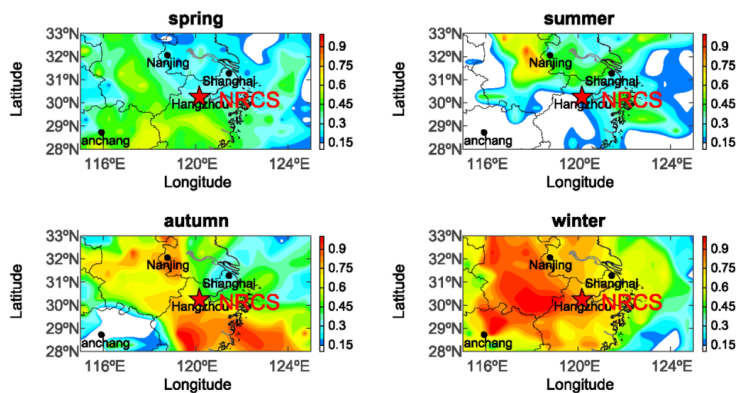 spring
33ºN
32ºN
31ºN
30ºN
29ºN
28ºN
Latitude
116ºE
120ºE
124ºE
Longitude
Nanjing
Shanghai
Hangzhou
NRCS
anchang
0.9
0.75
0.6
0.45
0.3
0.15
summer
33ºN
32ºN
31ºN
30ºN
29ºN
28ºN
Latitude
116ºE
120ºE
124ºE
Longitude
Nanjing
Shanghai
Hangzhou
NRCS
anchang
0.9
0.75
0.6
0.45
0.3
0.15
autumn
33ºN
32ºN
31ºN
30ºN
29ºN
28ºN
Latitude
116ºE
120ºE
124ºE
Longitude
Nanjing
Shanghai
Hangzhou
NRCS
anchang
0.9
0.75
0.6
0.45
0.3
0.15
winter
33ºN
32ºN
31ºN
30ºN
29ºN
28ºN
Latitude
116ºE
120ºE
124ºE
Longitude
Nanjing
Shanghai
Hangzhou
NRCS
anchang
0.9
0.75
0.6
0.45
0.3
0.15